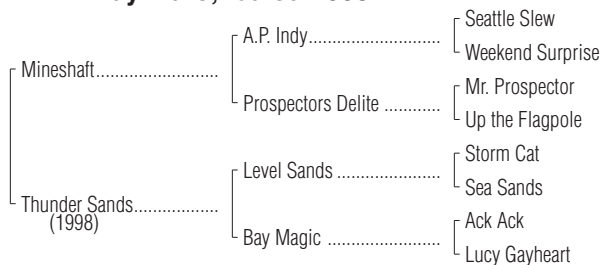 A.P. Indy
Seattle Slew
Weekend Surprise
Mineshaft
Prospectors Delite
Mr. Prospector
Up the Flagpole
Thunder Sands
(1998)
Level Sands
Storm Cat
Sea Sands
Bay Magic
Ack Ack
Lucy Gayheart